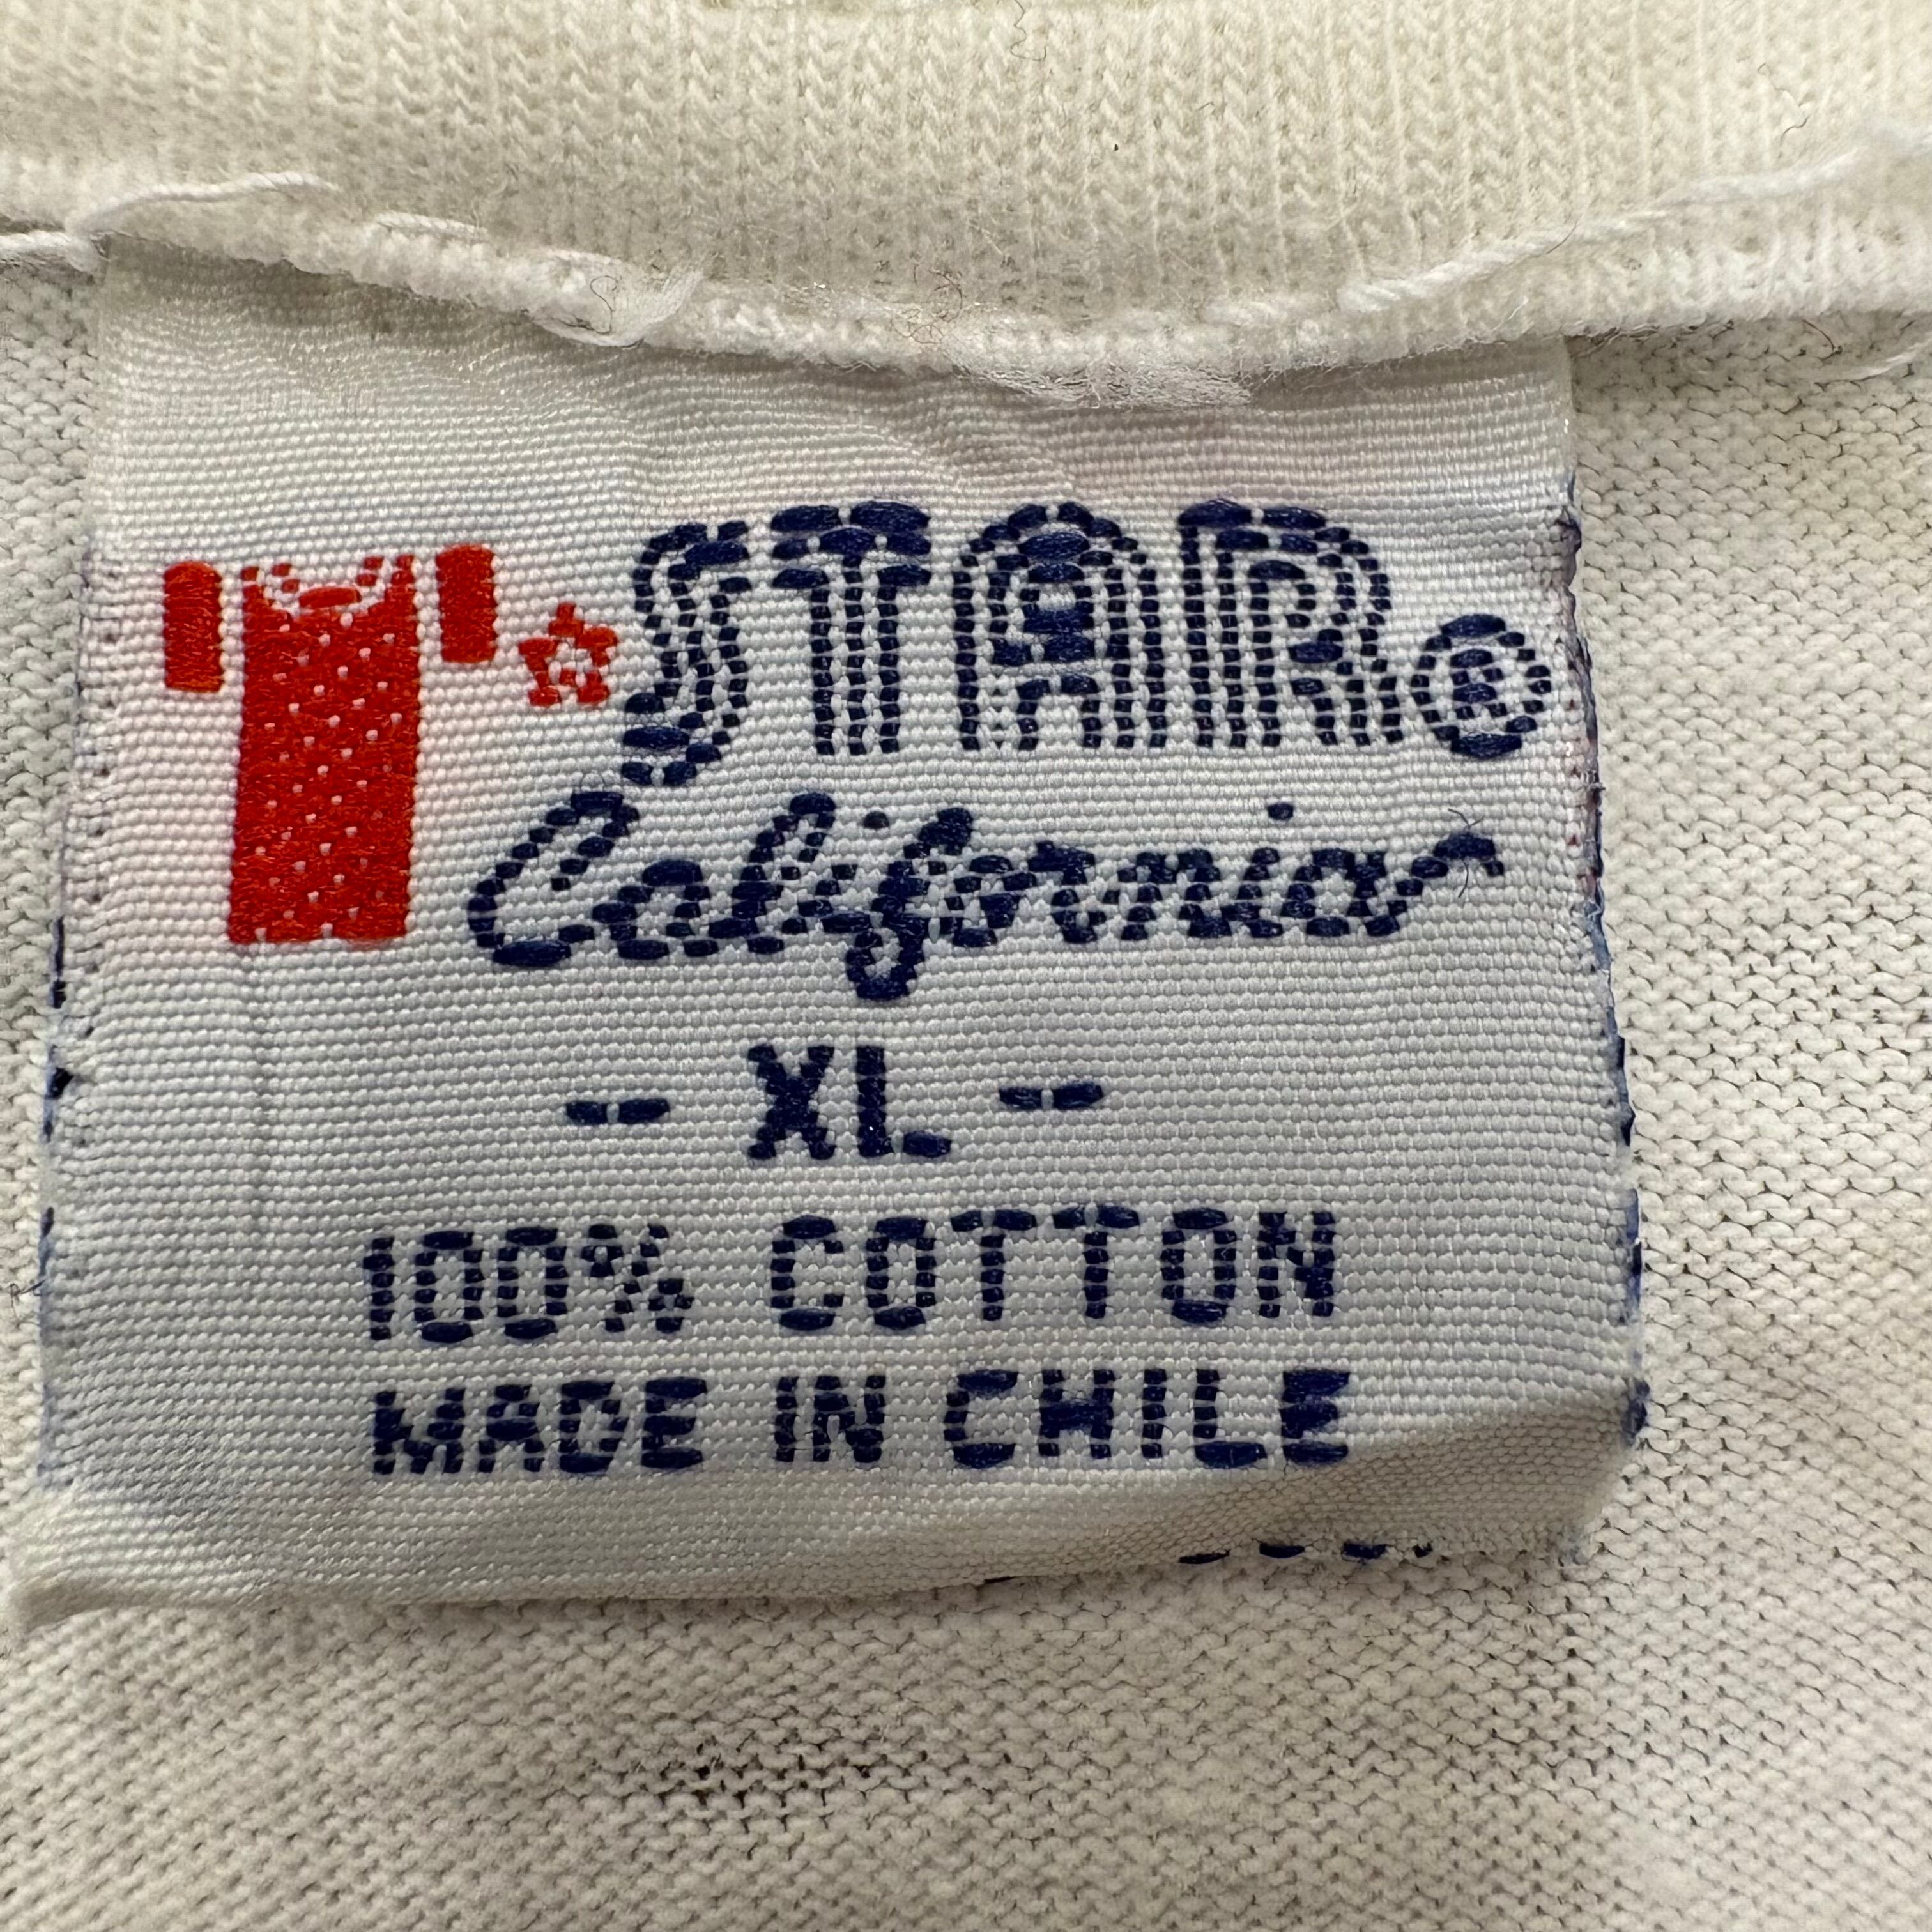 T☆STAR®
California
- XL -
100% COTTON
MADE IN CHILE